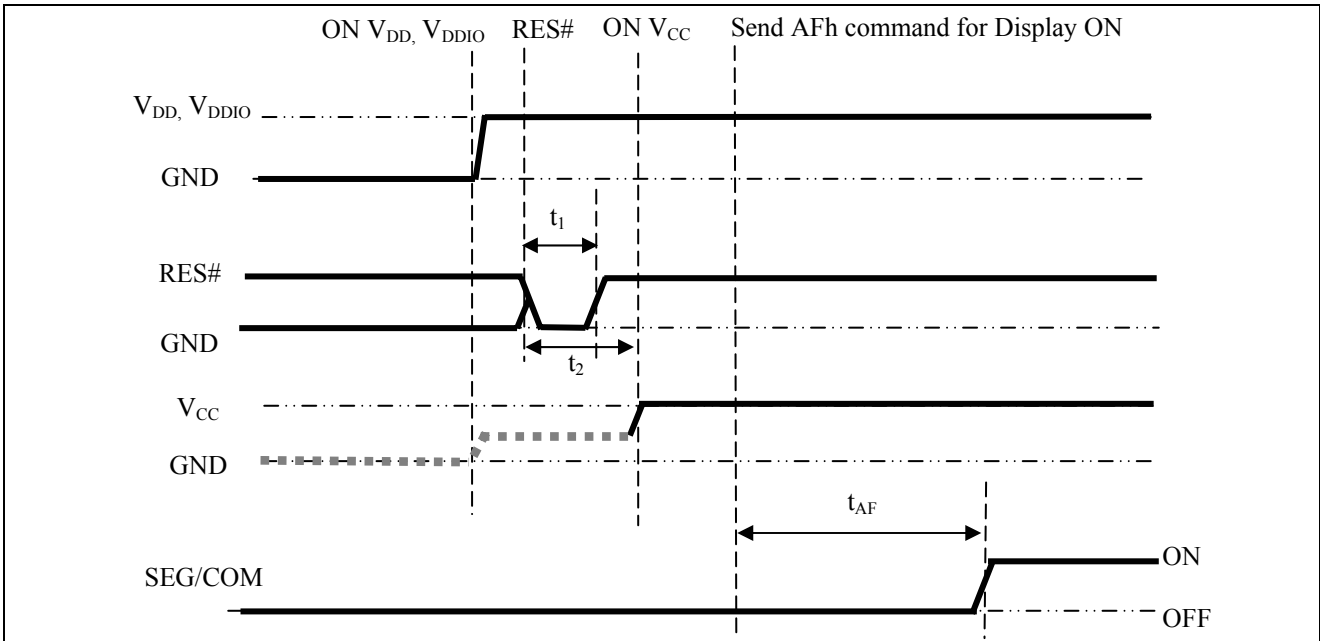 ON VDD, VDDIO RES# ON VCC Send AFh command for Display ON
VDD, VDDIO
GND
t1
RES#
GND
t2
VCC
GND
tAF
SEG/COM
ON
OFF